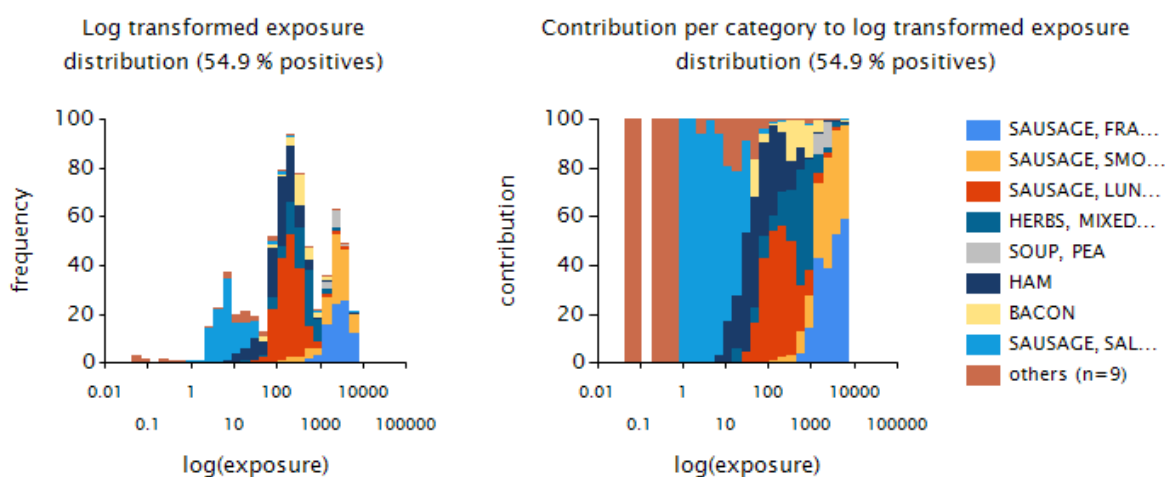 Log transformed exposure
distribution (54.9 % positives)
frequency
100
80
60
40
20
0
0.01
1
100
10000
0.1
10
1000
100000
log(exposure)
Contribution per category to log transformed exposure
distribution (54.9 % positives)
contribution
100
80
60
40
20
0
0.01
1
100
10000
0.1
10
1000
100000
log(exposure)
SAUSAGE, FRA...
SAUSAGE, SMO...
SAUSAGE, LUN...
HERBS, MIXED...
SOUP, PEA
HAM
BACON
SAUSAGE, SAL...
others (n=9)